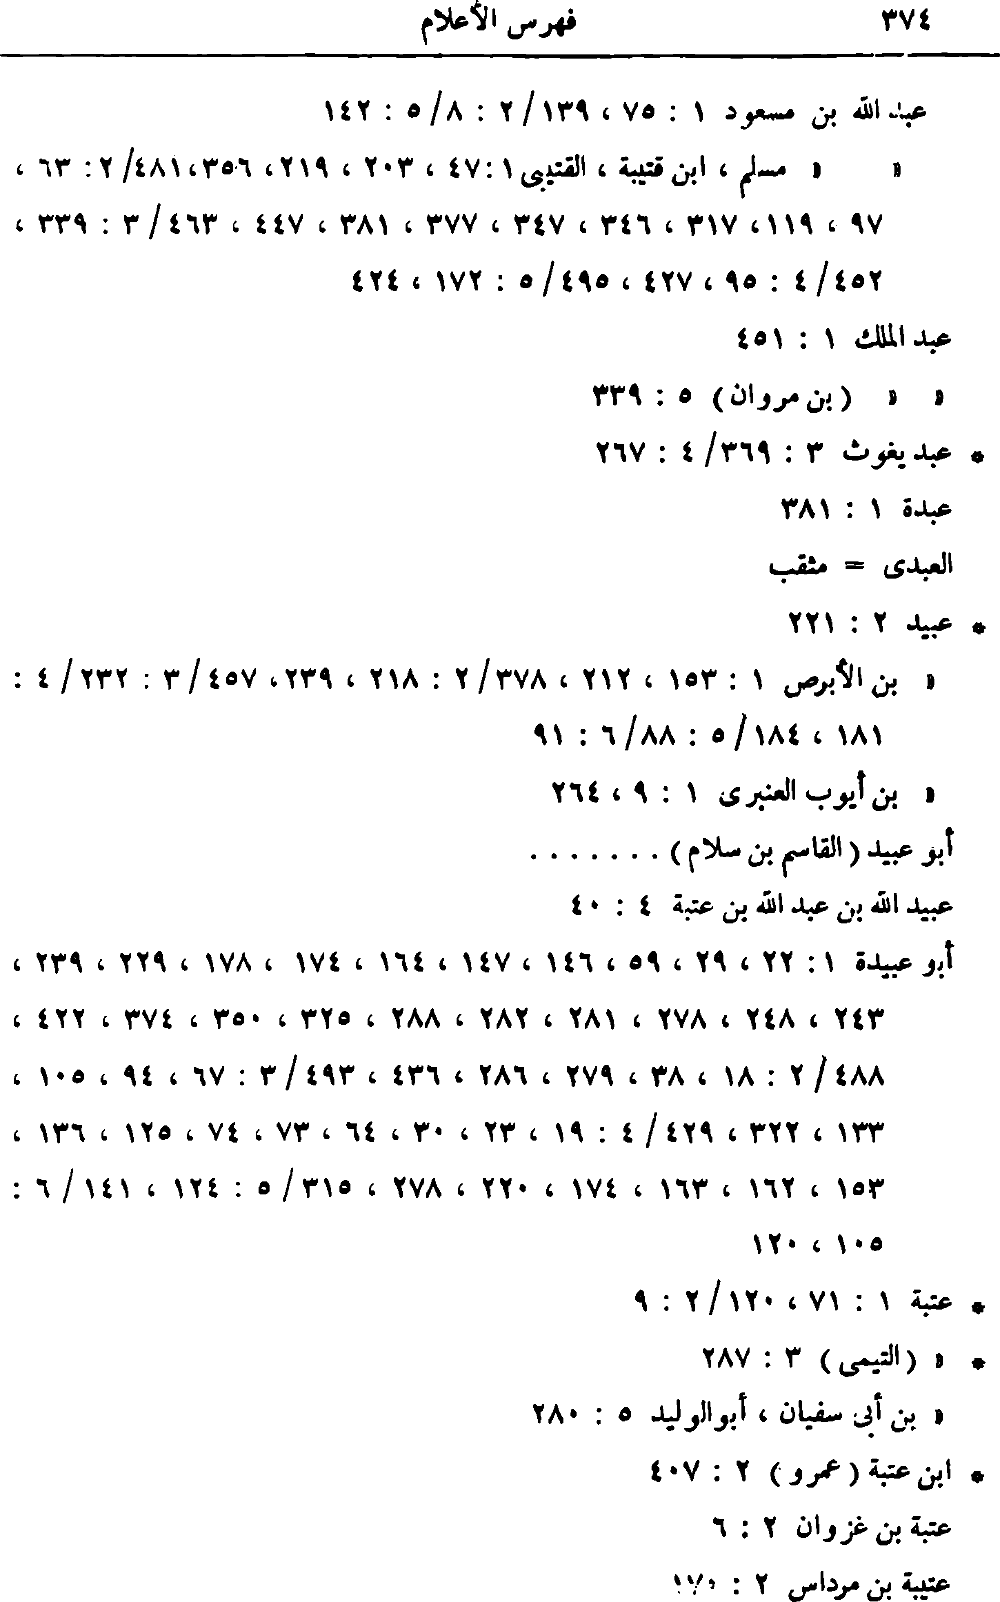 ٣٧٤ فهرس الأعلام
عبد الله بن مسعود ١ : ٧٥ ، ١٣٩/ ٢ : ٨/ ٥ : ١٤٢
» » مسلم ، ابن قتيبة ، القتيبى ١ : ٤٧ ، ٢٠٣ ، ٢١٩، ٣٥٦، ٤٨١/ ٢ : ٦٣ ،
٩٧ ، ١١٩، ٣١٧ ، ٣٤٦ ، ٣٤٧ ، ٣٧٧ ، ٣٨١ ، ٤٤٧ ، ٤٦٣/ ٣ : ٣٣٩ ،
٤٥٢/ ٤ : ٩٥ ، ٤٢٧ ، ٤٩٥/ ٥ : ١٧٢ ، ٤٢٤
عبد الملك ١ : ٤٥١
» » (بن مروان) ٥ : ٣٣٩
* عبد يغوث ٣ : ٣٦٩/ ٤ : ٢٦٧
عبدة ١ : ٣٨١
العبدى = مثقب
* عبيد ٢ : ٢٢١
» بن الأبرص ١ : ١٥٣ ، ٢١٢ ، ٣٧٨/ ٢ : ٢١٨ ، ٢٣٩، ٤٥٧/ ٣ : ٢٣٢/ ٤ :
١٨١ ، ١٨٤/ ٥ : ٨٨/ ٦ : ٩١
» بن أيوب العنبرى ١ : ٩ ، ٢٦٤
أبو عبيد (القاسم بن سلام) . . . . . . .
عبيد الله بن عبد الله بن عتبة ٤ : ٤٠
أبو عبيدة ١ : ٢٢ ، ٢٩ ، ٥٩ ، ١٤٦ ، ١٤٧ ، ١٦٤ ، ١٧٤ ، ١٧٨ ، ٢٢٩ ، ٢٣٩ ،
٢٤٣ ، ٢٤٨ ، ٢٧٨ ، ٢٨١ ، ٢٨٢ ، ٢٨٨ ، ٣٢٥ ، ٣٥٠ ، ٣٧٤ ، ٤٢٢ ،
٤٨٨/ ٢ : ١٨ ، ٣٨ ، ٢٧٩ ، ٢٨٦ ، ٤٣٦ ، ٤٩٣/ ٣ : ٦٧ ، ٩٤ ، ١٠٥ ،
١٣٣ ، ٣٢٢ ، ٤٢٩/ ٤ : ١٩ ، ٢٣ ، ٣٠ ، ٦٤ ، ٧٣ ، ٧٤ ، ١٢٥ ، ١٣٦ ،
١٥٣ ، ١٦٢ ، ١٦٣ ، ١٧٤ ، ٢٢٠ ، ٢٧٨ ، ٣١٥/ ٥ : ١٢٤ ، ١٤١/ ٦ :
١٠٥ ، ١٢٠
* عتبة ١ : ٧١ ، ١٢٠/ ٢ : ٩
* » (التيمى) ٣ : ٢٨٧
» بن أبى سفيان ، أبو الوليد ٥ : ٢٨٠
* ابن عتبة (عمرو) ٢ : ٤٠٧
عتبة بن غزوان ٢ : ٦
عتيبة بن مرداس ٢ : ١٧٠